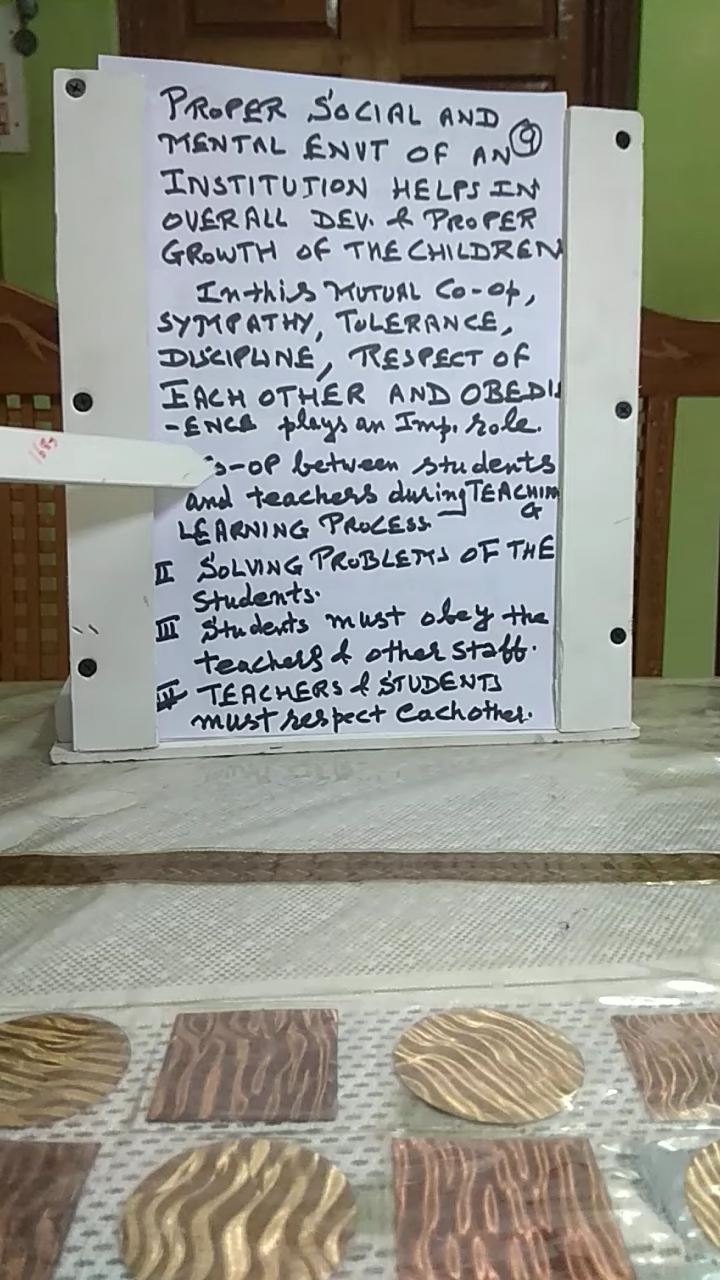 PROPER SOCIAL AND
MENTAL ENVT OF AN ⑨
INSTITUTION HELPS IN
OVERALL DEV. & PROPER
GROWTH OF THE CHILDREN
In this MUTUAL Co-op,
SYMPATHY, TOLERANCE,
DISCIPLINE, RESPECT OF
EACH OTHER AND OBEDI
-ENCE plays an Imp. role.
-OP between students
and teachers during TEACHING
&
LEARNING PROCESS.
II SOLVING PROBLEMS OF THE
Students.
III Students must obey the
teachers & other staff.
IV TEACHERS & STUDENTS
must respect eachother.